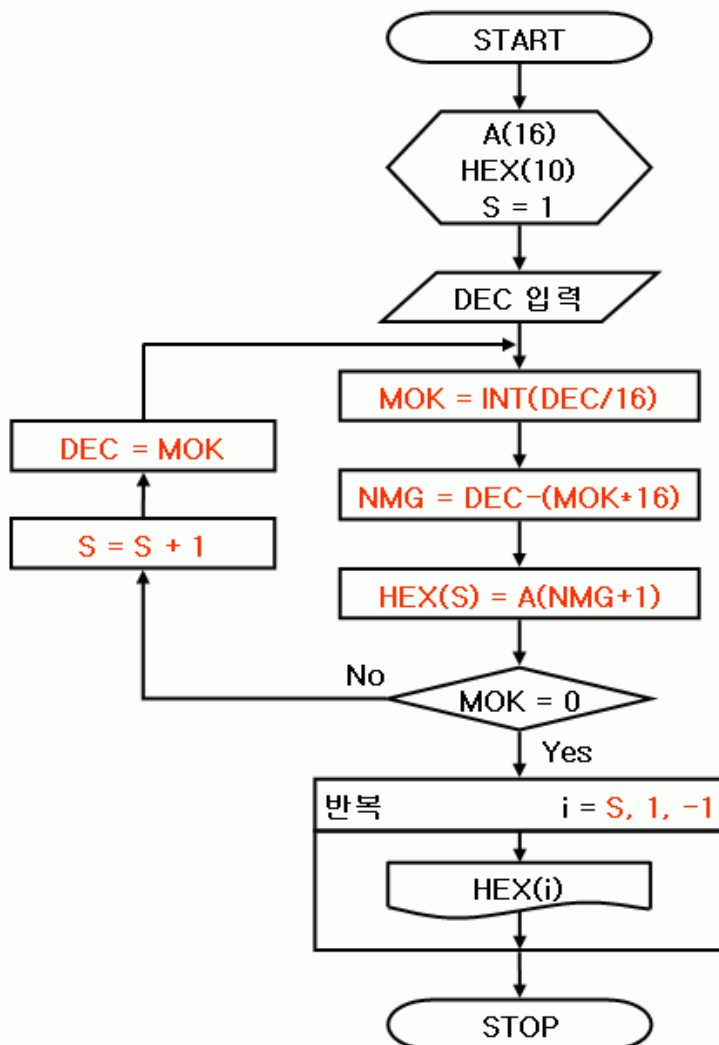 START
A(16)
HEX(10)
S = 1
DEC 입력
MOK = INT(DEC/16)
NMG = DEC-(MOK*16)
HEX(S) = A(NMG+1)
MOK = 0
No
S = S + 1
DEC = MOK
Yes
반복 i = S, 1, -1
HEX(i)
STOP